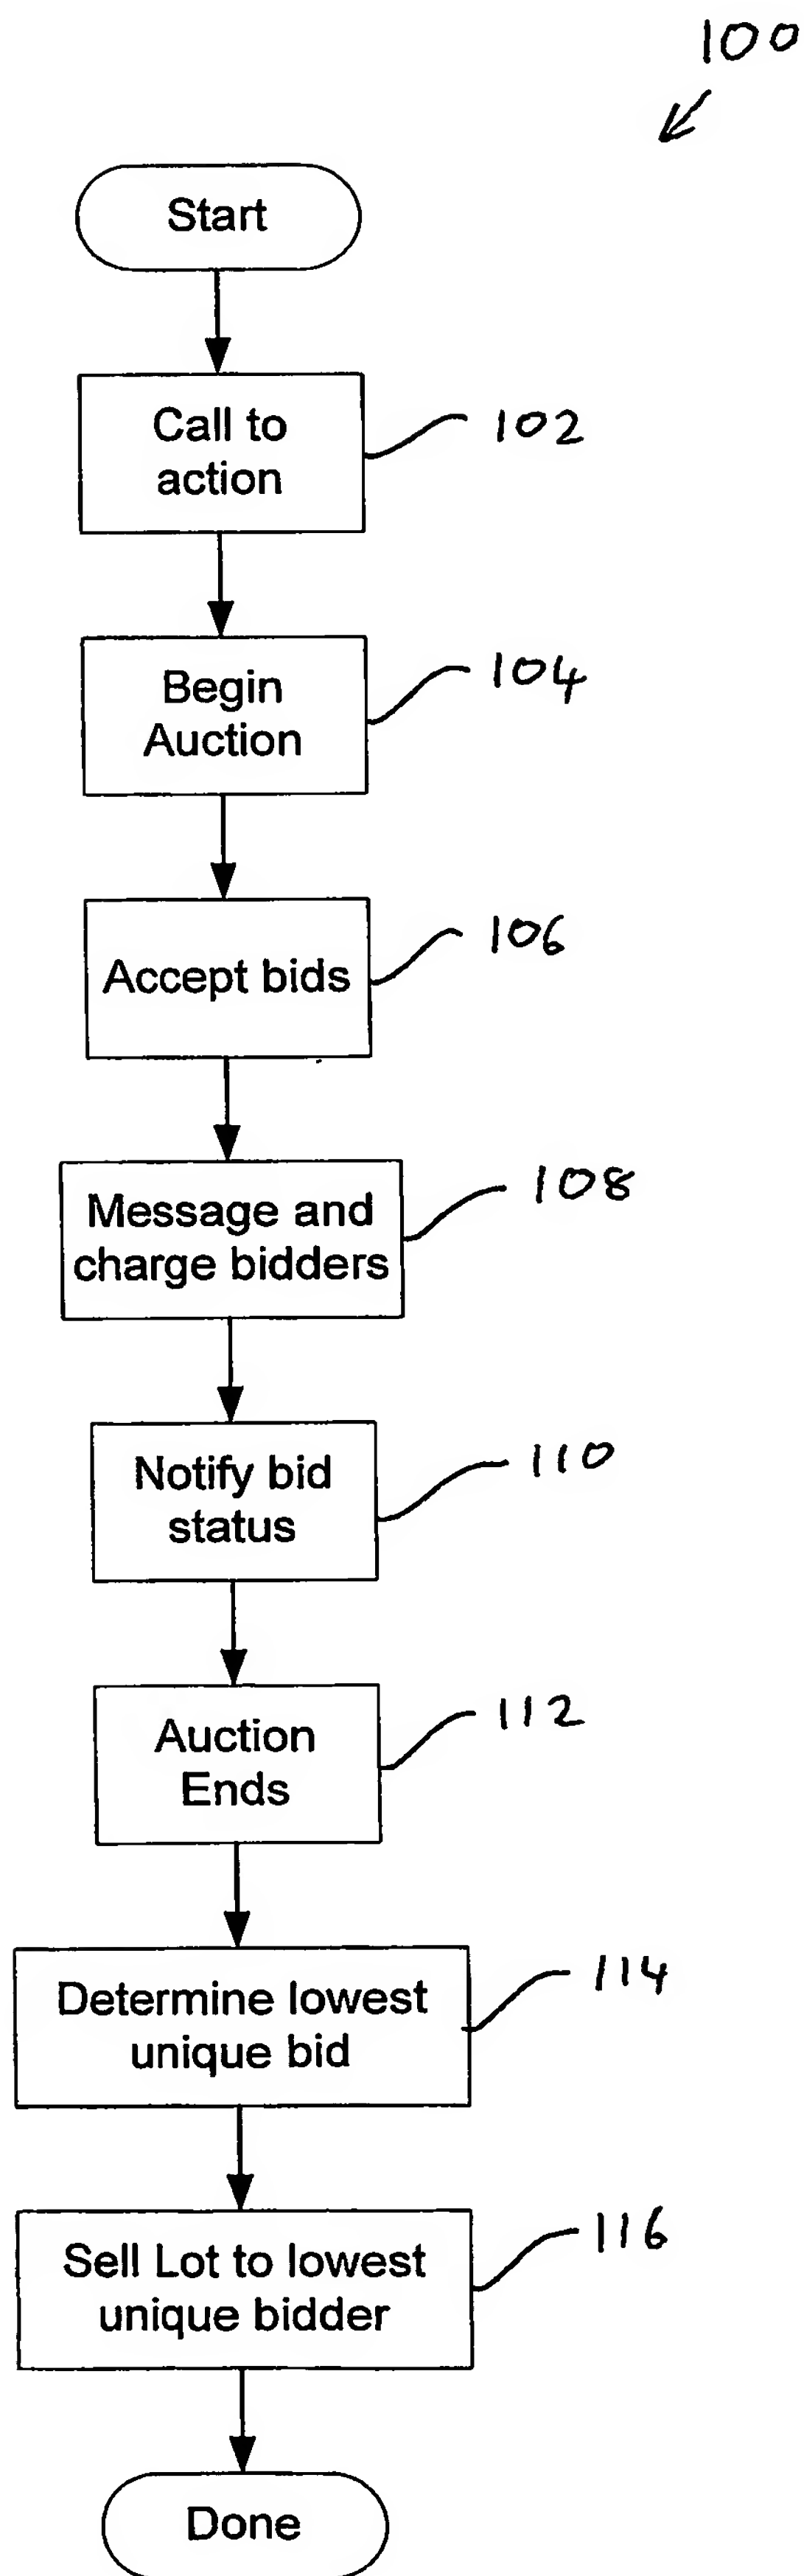 100
Start
Call to
action
102
Begin
Auction
104
Accept bids
106
Message and
charge bidders
108
Notify bid
status
110
Auction
Ends
112
Determine lowest
unique bid
114
Sell Lot to lowest
unique bidder
116
Done